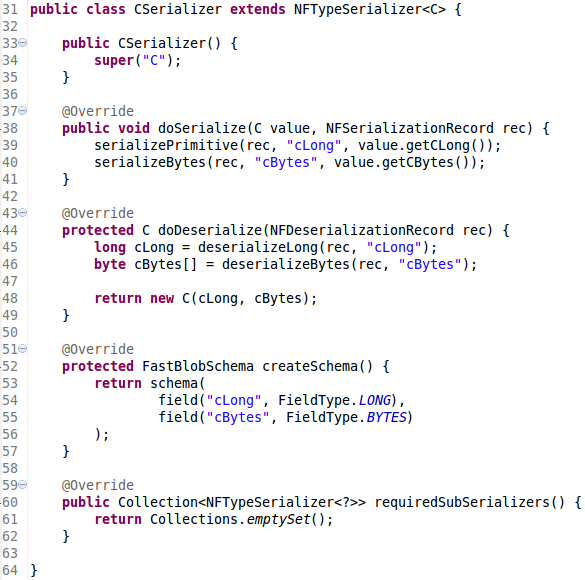 31 public class CSerializer extends NFTypeSerializer<C> {
32
33 public CSerializer() {
34 super("C");
35 }
36
37 @Override
38 public void doSerialize(C value, NFSerializationRecord rec) {
39 serializePrimitive(rec, "cLong", value.getCLong());
40 serializeBytes(rec, "cBytes", value.getCBytes());
41 }
42
43 @Override
44 protected C doDeserialize(NFDeserializationRecord rec) {
45 long cLong = deserializeLong(rec, "cLong");
46 byte cBytes[] = deserializeBytes(rec, "cBytes");
47
48 return new C(cLong, cBytes);
49 }
50
51 @Override
52 protected FastBlobSchema createSchema() {
53 return schema(
54 field("cLong", FieldType.LONG),
55 field("cBytes", FieldType.BYTES)
56 );
57 }
58
59 @Override
60 public Collection<NFTypeSerializer<?>> requiredSubSerializers() {
61 return Collections.emptySet();
62 }
63
64 }